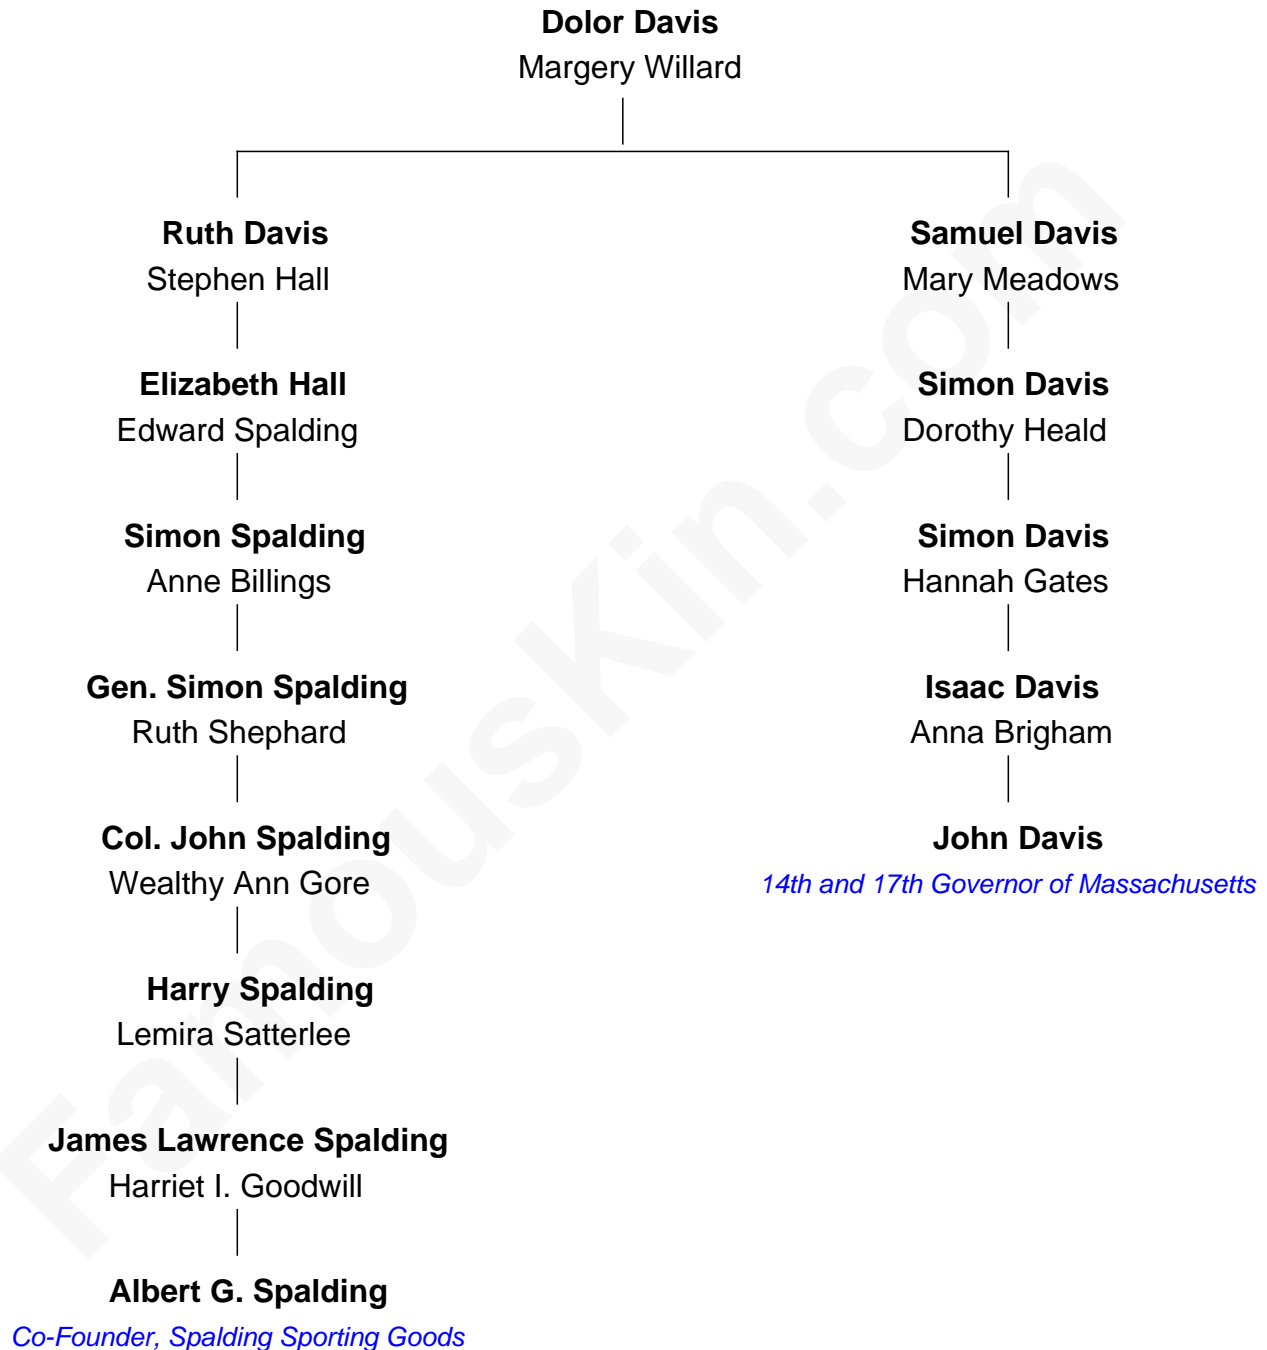 Dolor Davis
Margery Willard
Ruth Davis
Stephen Hall
Samuel Davis
Mary Meadows
Elizabeth Hall
Edward Spalding
Simon Davis
Dorothy Heald
Simon Spalding
Anne Billings
Simon Davis
Hannah Gates
Gen. Simon Spalding
Ruth Shephard
Isaac Davis
Anna Brigham
Col. John Spalding
Wealthy Ann Gore
John Davis
14th and 17th Governor of Massachusetts
Harry Spalding
Lemira Satterlee
James Lawrence Spalding
Harriet I. Goodwill
Albert G. Spalding
Co-Founder, Spalding Sporting Goods
FamousKin.com